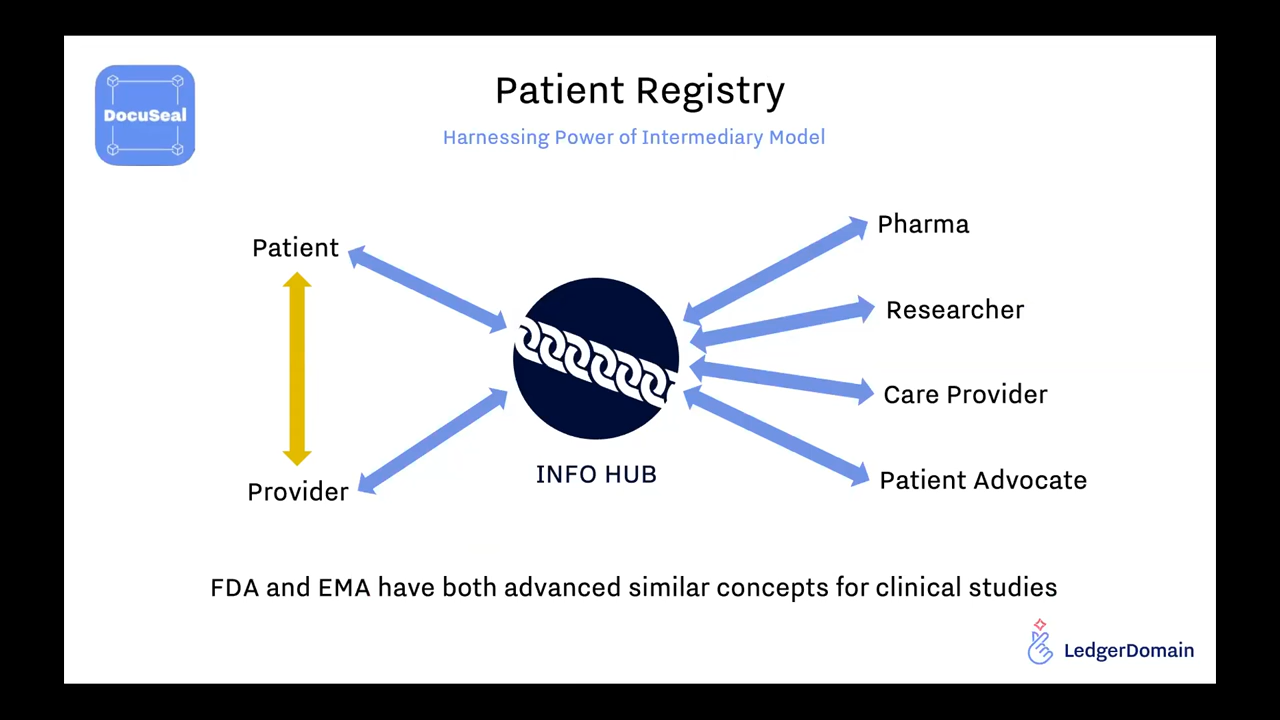 DocuSeal
Patient Registry
Harnessing Power of Intermediary Model
Patient
Provider
INFO HUB
Pharma
Researcher
Care Provider
Patient Advocate
FDA and EMA have both advanced similar concepts for clinical studies
LedgerDomain